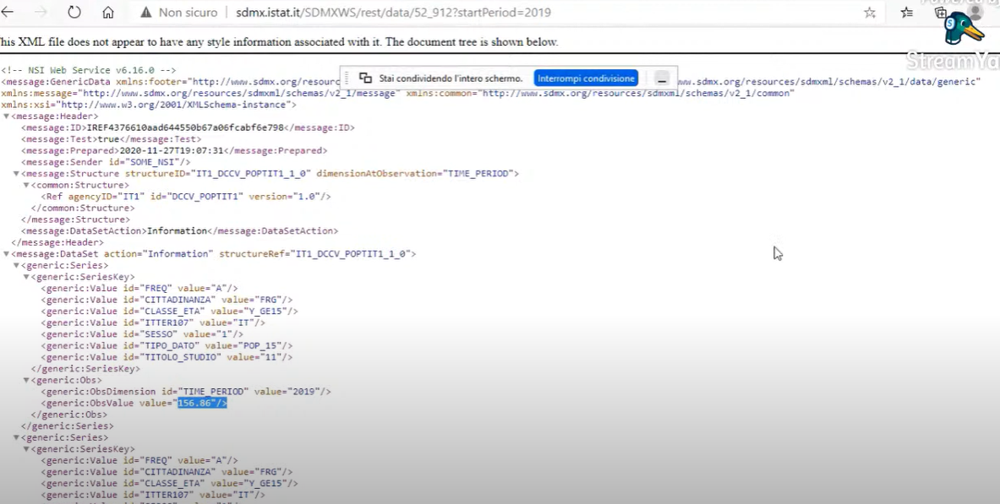 Powered by
Non sicuro | sdmx.istat.it/SDMXWS/rest/data/52_912?startPeriod=2019
StreamYa
his XML file does not appear to have any style information associated with it. The document tree is shown below.
<!-- NSI Web Service v6.16.0 -->
Stai condividendo l'intero schermo. Interrompi condivisione
<message:GenericData xmlns:footer="http://www.sdmx.org/resourc ww.sdmx.org/resources/sdmxml/schemas/v2_1/data/generic"
xmlns:message="http://www.sdmx.org/resources/sdmxml/schemas/v2_1/message" xmlns:common="http://www.sdmx.org/resources/sdmxml/schemas/v2_1/common"
xmlns:xsi="http://www.w3.org/2001/XMLSchema-instance">
▼<message:Header>
<message:ID>IREF4376610aad644550b67a06fcabf6e798</message:ID>
<message:Test>true</message:Test>
<message:Prepared>2020-11-27T19:07:31</message:Prepared>
<message:Sender id="SOME_NSI"/>
▼<message:Structure structureID="IT1_DCCV_POPTIT1_1_0" dimensionAtObservation="TIME_PERIOD">
▼<common:Structure>
<Ref agencyID="IT1" id="DCCV_POPTIT1" version="1.0"/>
</common:Structure>
</message:Structure>
<message:DataSetAction>Information</message:DataSetAction>
</message:Header>
▼<message:DataSet action="Information" structureRef="IT1_DCCV_POPTIT1_1_0">
▼<generic:Series>
▼<generic:SeriesKey>
<generic:Value id="FREQ" value="A"/>
<generic:Value id="CITTADINANZA" value="FRG"/>
<generic:Value id="CLASSE_ETA" value="Y_GE15"/>
<generic:Value id="ITTER107" value="IT"/>
<generic:Value id="SESSO" value="1"/>
<generic:Value id="TIPO_DATO" value="POP_15"/>
<generic:Value id="TITOLO_STUDIO" value="11"/>
</generic:SeriesKey>
▼<generic:Obs>
<generic:ObsDimension id="TIME_PERIOD" value="2019"/>
<generic:ObsValue value="156.86"/>
</generic:Obs>
</generic:Series>
▼<generic:Series>
▼<generic:SeriesKey>
<generic:Value id="FREQ" value="A"/>
<generic:Value id="CITTADINANZA" value="FRG"/>
<generic:Value id="CLASSE_ETA" value="Y_GE15"/>
<generic:Value id="ITTER107" value="IT"/>